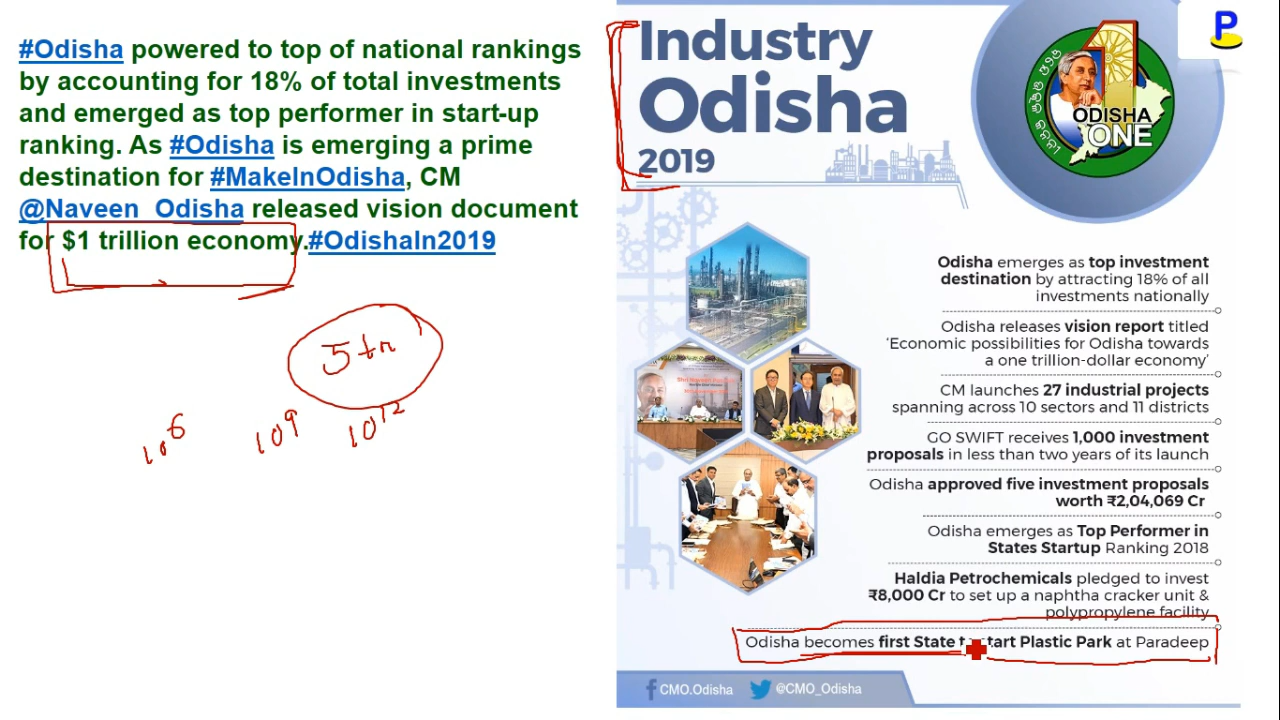 #Odisha powered to top of national rankings
by accounting for 18% of total investments
and emerged as top performer in start-up
ranking. As #Odisha is emerging a prime
destination for #MakeInOdisha, CM
@Naveen_Odisha released vision document
for $1 trillion economy.#OdishaIn2019
5 tn
10^6 10^9 10^12
Industry
Odisha
2019
P
1
ODISHA
ONE
Odisha emerges as top investment
destination by attracting 18% of all
investments nationally
Odisha releases vision report titled
‘Economic possibilities for Odisha towards
a one trillion-dollar economy’
CM launches 27 industrial projects
spanning across 10 sectors and 11 districts
GO SWIFT receives 1,000 investment
proposals in less than two years of its launch
Odisha approved five investment proposals
worth ₹2,04,069 Cr
Odisha emerges as Top Performer in
States Startup Ranking 2018
Haldia Petrochemicals pledged to invest
₹8,000 Cr to set up a naphtha cracker unit &
polypropylene facility
Odisha becomes first State to start Plastic Park at Paradeep
CMO.Odisha @CMO_Odisha